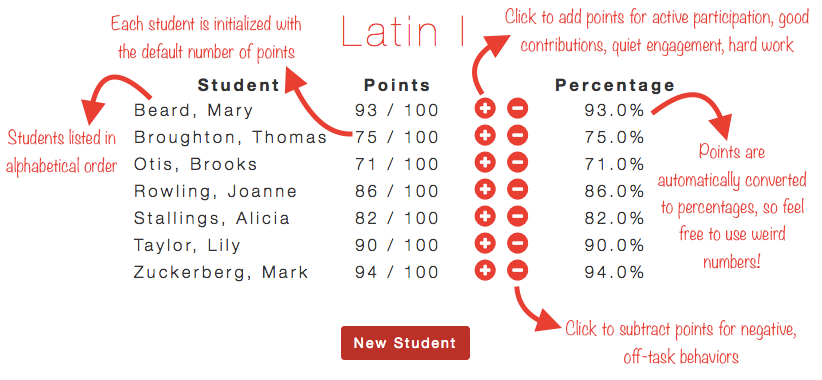 Latin I
Each student is initialized with
the default number of points
Click to add points for active participation, good
contributions, quiet engagement, hard work
Student Points Percentage
Beard, Mary 93 / 100 93.0%
Broughton, Thomas 75 / 100 75.0%
Otis, Brooks 71 / 100 71.0%
Rowling, Joanne 86 / 100 86.0%
Stallings, Alicia 82 / 100 82.0%
Taylor, Lily 90 / 100 90.0%
Zuckerberg, Mark 94 / 100 94.0%
Students listed in
alphabetical order
Points are
automatically converted
to percentages, so feel
free to use weird
numbers!
New Student
Click to subtract points for negative,
off-task behaviors